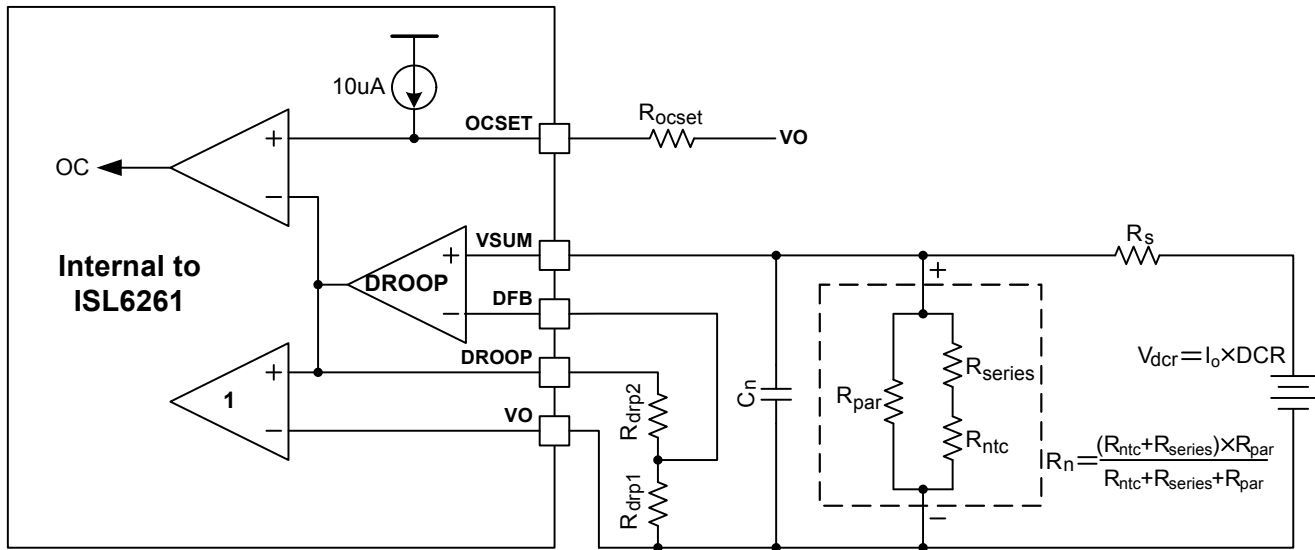 10uA
OCSET
Rocset
VO
+
OC
−
VSUM
Rs
+
+
Internal to
ISL6261
DROOP
DFB
−
DROOP
Vdcr=Io×DCR
+
Rseries
Cn
Rpar
Rdrp2
1
VO
Rntc
−
Rn=(Rntc+Rseries)×Rpar
Rntc+Rseries+Rpar
Rdrp1
−